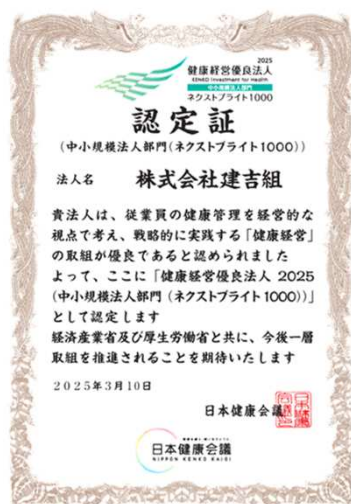 2025
健康経営優良法人
KENKO Investment for Health
中小規模法人部門
ネクストブライト1000
認定証
(中小規模法人部門(ネクストブライト1000))
法人名 株式会社建吉組
貴法人は、従業員の健康管理を経営的な
視点で考え、戦略的に実践する「健康経営」
の取組が優良であると認められました
よって、ここに「健康経営優良法人 2025
(中小規模法人部門 (ネクストブライト1000))」
として認定します
経済産業省及び厚生労働省と共に、今後一層
取組を推進されることを期待いたします
2025年3月10日
日本健康会議
日本健康会議
NIPPON KENKO KAIGI